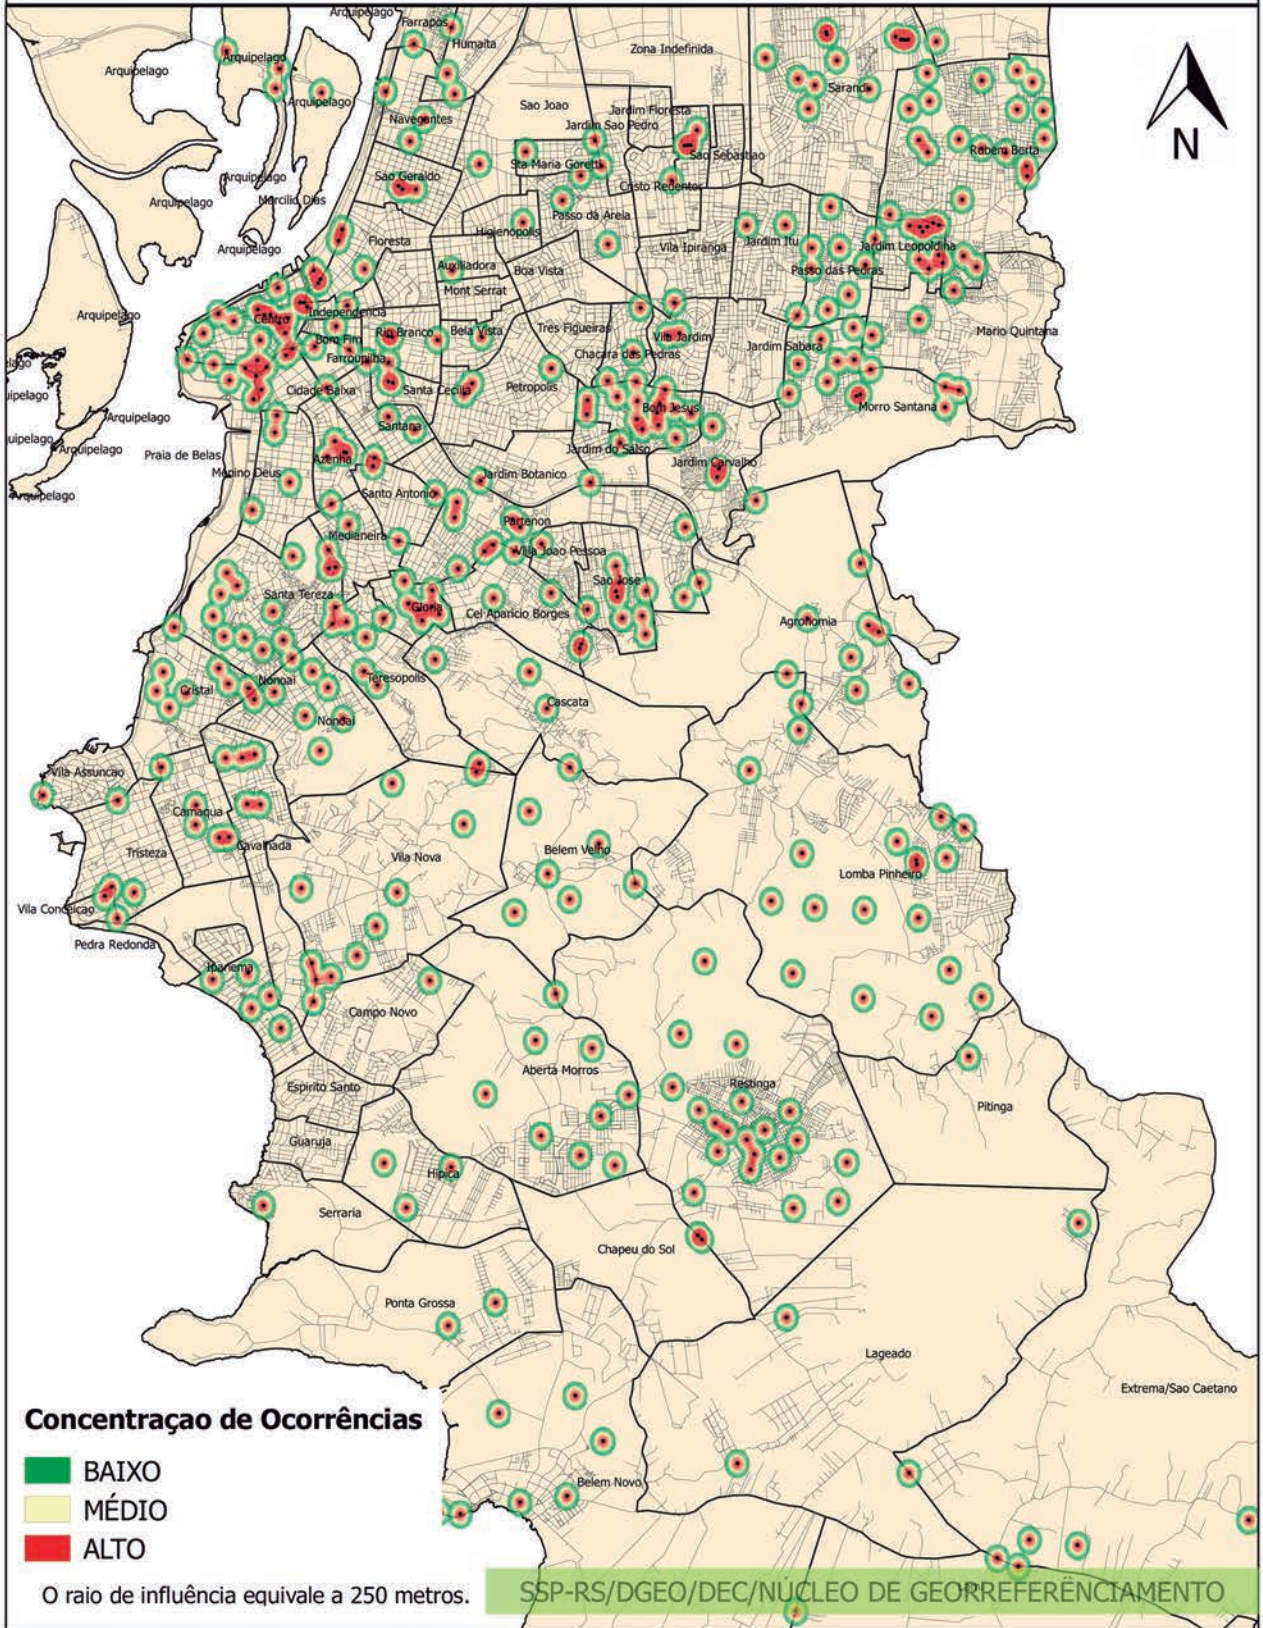 Arquipelago
Farrapos
Humaita
Zona Indefinida
Arquipelago
Arquipelago
Arquipelago
Sarandi
Sao Joao
Jardim Floresta
Navegantes
Jardim Sao Pedro
N
Rubem Berta
Sao Sebastiao
Sta Maria Goretti
Sao Geraldo
Arquipelago
Cristo Redentor
Marcilio Dias
Arquipelago
Passo da Areia
Higienopolis
Floresta
Jardim Itu
Jardim Leopoldina
Vila Ipiranga
Arquipelago
Auxiliadora
Boa Vista
Passo das Pedras
Mont Serrat
Independencia
Arquipelago
Centro
Tres Figueiras
Mario Quintana
Rio Branco
Bela Vista
Bom Fim
Vila Jardim
Jardim Sabara
Chacara das Pedras
Farroupilha
Cidade Baixa
Santa Cecilia
Petropolis
Bom Jesus
Morro Santana
Arquipelago
Santana
Arquipelago
Jardim do Salso
Praia de Belas
Azenha
Jardim Carvalho
Menino Deus
Jardim Botanico
Arquipelago
Santo Antonio
Partenon
Medianeira
Vila Joao Pessoa
Sao Jose
Santa Tereza
Gloria
Cel Aparicio Borges
Agronomia
Teresopolis
Nonoai
Cristal
Cascata
Nonoai
Vila Assuncao
Camaqua
Cavalhada
Tristeza
Vila Nova
Belem Velho
Lomba Pinheiro
Vila Conceicao
Pedra Redonda
Ipanema
Campo Novo
Aberta Morros
Espirito Santo
Restinga
Pitinga
Guaruja
Hipica
Serraria
Chapeu do Sol
Ponta Grossa
Lageado
Extrema/Sao Caetano
Belem Novo
Concentraçao de Ocorrências
BAIXO
MÉDIO
ALTO
O raio de influência equivale a 250 metros.
SSP-RS/DGEO/DEC/NÚCLEO DE GEORREFERÊNCIAMENTO